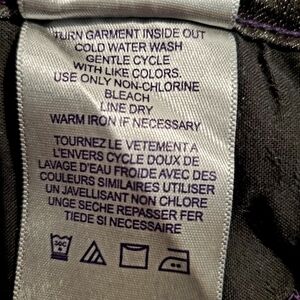 TURN GARMENT INSIDE OUT
COLD WATER WASH
GENTLE CYCLE
WITH LIKE COLORS.
USE ONLY NON-CHLORINE
BLEACH
LINE DRY
WARM IRON IF NECESSARY
TOURNEZ LE VETEMENT A
L'ENVERS CYCLE DOUX DE
LAVAGE D'EAU FROIDE AVEC DES
COULEURS SIMILAIRES UTILISER
UN JAVELLISANT NON CHLORE
UNGE SECHE REPASSER FER
TIEDE SI NECESSAIRE
30C